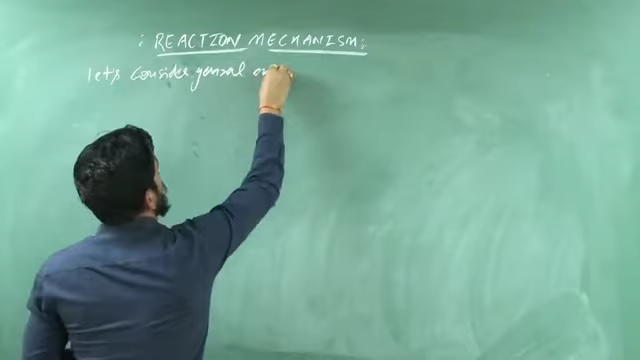 : REACTION MECHANISM :
let's consider general